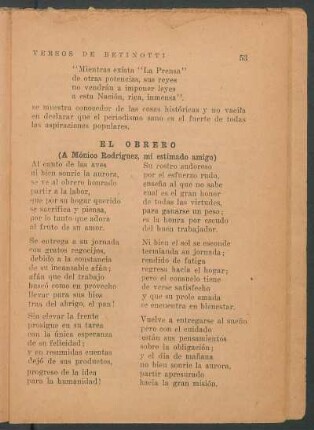 VERSOS DE BETINOTTI 53
"Mientras exista "La Prensa"
de otras potencias, sus reyes
no vendrán a imponer leyes
a esta Nación, rica, inmensa".
se muestra conocedor de las cosas históricas y no vacila
en declarar que el periodismo sano es el fuerte de todas
las aspiraciones populares.
EL OBRERO
(A Mónico Rodríguez, mi estimado amigo)
Al canto de las aves
ni bien sonríe la aurora,
se ve al obrero honrado
partir a la labor,
que por su hogar querido
se sacrifica y piensa,
por lo tanto que adora
al fruto de su amor.
Se entrega a su jornada
con gratos regocijos,
debido a la constancia
de su incansable afán;
afán que del trabajo
buscó como en provecho
llevar para sus hijos
tras del abrigo, el pan!
Sin elevar la frente
prosigue en su tarea
con la única esperanza
de su felicidad;
y no resumidas cuentas
dejó de sus productos,
progreso de la idea
para la humanidad!
Su rostro sudoroso
por el esfuerzo rudo,
enseña al que no sabe
cual es el gran honor
de todas las virtudes,
para ganarse un peso;
es la honra por escudo
del buen trabajador.
Ni bien el sol se esconde
terminada su jornada;
rendido de fatiga
regreso hacia el hogar;
pero el consuelo tiene
de verse satisfecho
y que su prole amada
se encuentra en bienestar.
Vuelve a entregarse al sueño
pero con el cuidado
están sus pensamientos
sobre la obligación;
y el día de mañana
no bien sonríe la aurora,
partir apresurado
hacia la gran misión.